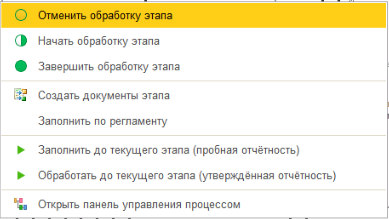 Отменить обработку этапа
Начать обработку этапа
Завершить обработку этапа
Создать документы этапа
Заполнить по регламенту
Заполнить до текущего этапа (пробная отчётность)
Обработать до текущего этапа (утверждённая отчётность)
Открыть панель управления процессом